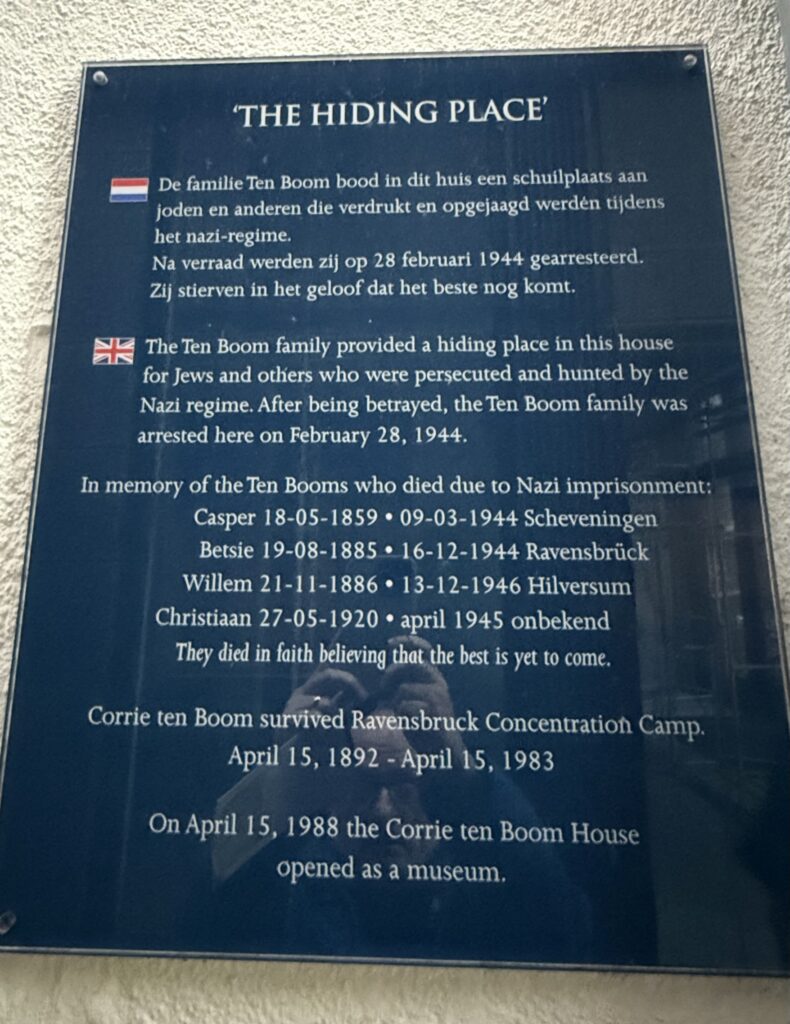 'THE HIDING PLACE'
De familie Ten Boom bood in dit huis een schuilplaats aan
joden en anderen die verdrukt en opgejaagd werden tijdens
het nazi-regime.
Na verraad werden zij op 28 februari 1944 gearresteerd.
Zij stierven in het geloof dat het beste nog komt.
The Ten Boom family provided a hiding place in this house
for Jews and others who were persecuted and hunted by the
Nazi regime. After being betrayed, the Ten Boom family was
arrested here on February 28, 1944.
In memory of the Ten Booms who died due to Nazi imprisonment:
Casper 18-05-1859 • 09-03-1944 Scheveningen
Betsie 19-08-1885 • 16-12-1944 Ravensbrück
Willem 21-11-1886 • 13-12-1946 Hilversum
Christiaan 27-05-1920 • april 1945 onbekend
They died in faith believing that the best is yet to come.
Corrie ten Boom survived Ravensbruck Concentration Camp.
April 15, 1892 - April 15, 1983
On April 15, 1988 the Corrie ten Boom House
opened as a museum.